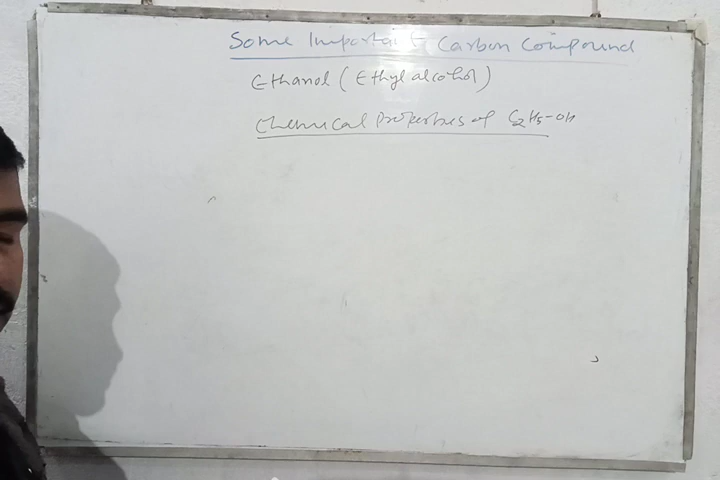 Some Important Carbon Compound
Ethanol (Ethyl alcohol)
Chemical Properties of C₂H₅-OH